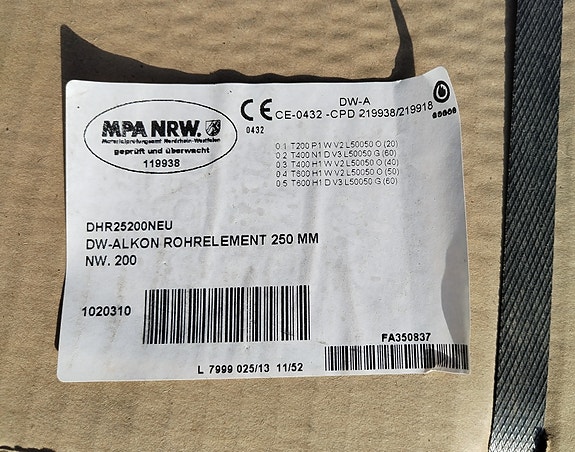 MPA NRW.
Materialprüfungsamt Nordrhein-Westfalen
geprüft und überwacht
119938
CE
0432
DW-A
CE-0432 -CPD 219938/219918
0 1 T200 P1 W V2 L50050 O (20)
0 2 T400 N1 D V3 L50050 G (60)
0 3 T400 H1 W V2 L50050 O (40)
0 4 T600 H1 W V2 L50050 O (50)
0 5 T600 H1 D V3 L50050 G (60)
DHR25200NEU
DW-ALKON ROHRELEMENT 250 MM
NW. 200
1020310
FA350837
L 7999 025/13 11/52